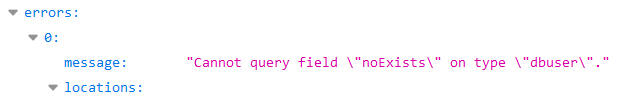 errors:
0:
message: "Cannot query field \"noExists\" on type \"dbuser\"."
locations: